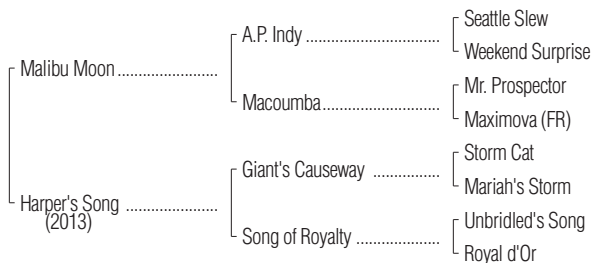 Seattle Slew
A.P. Indy ................................
Weekend Surprise
Malibu Moon ........................
Mr. Prospector
Macoumba............................
Maximova (FR)
Storm Cat
Giant's Causeway ................
Mariah's Storm
Harper's Song ......................
(2013)
Unbridled's Song
Song of Royalty ....................
Royal d'Or